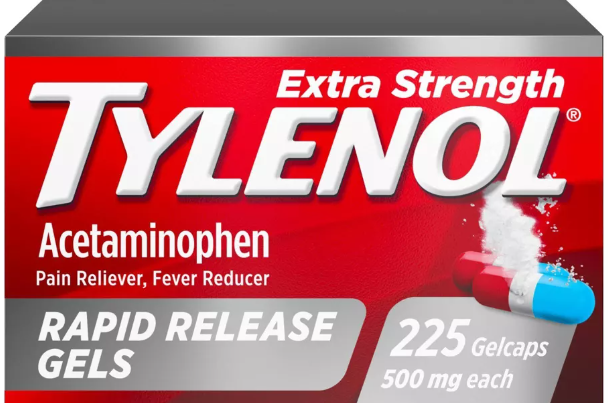 Extra Strength
TYLENOL®
Acetaminophen
Pain Reliever, Fever Reducer
RAPID RELEASE
GELS
225 Gelcaps
500 mg each